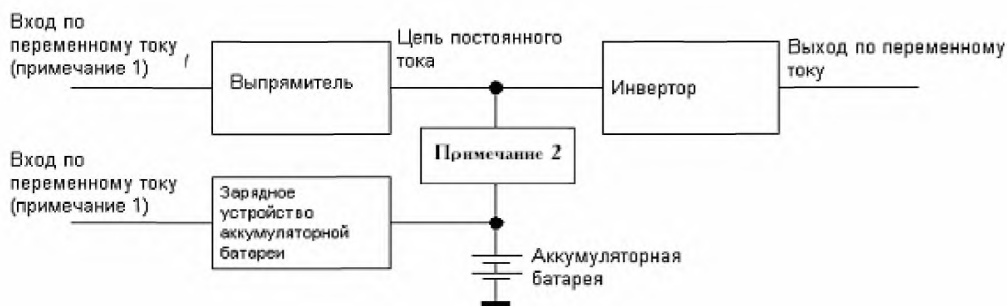 Вход по
переменному току
(примечание 1)
Выпрямитель
Цепь постоянного
тока
Инвертор
Выход по переменному
току
Примечание 2
Вход по
переменному току
(примечание 1)
Зарядное
устройство
аккумуляторной
батареи
Аккумуляторная
батарея